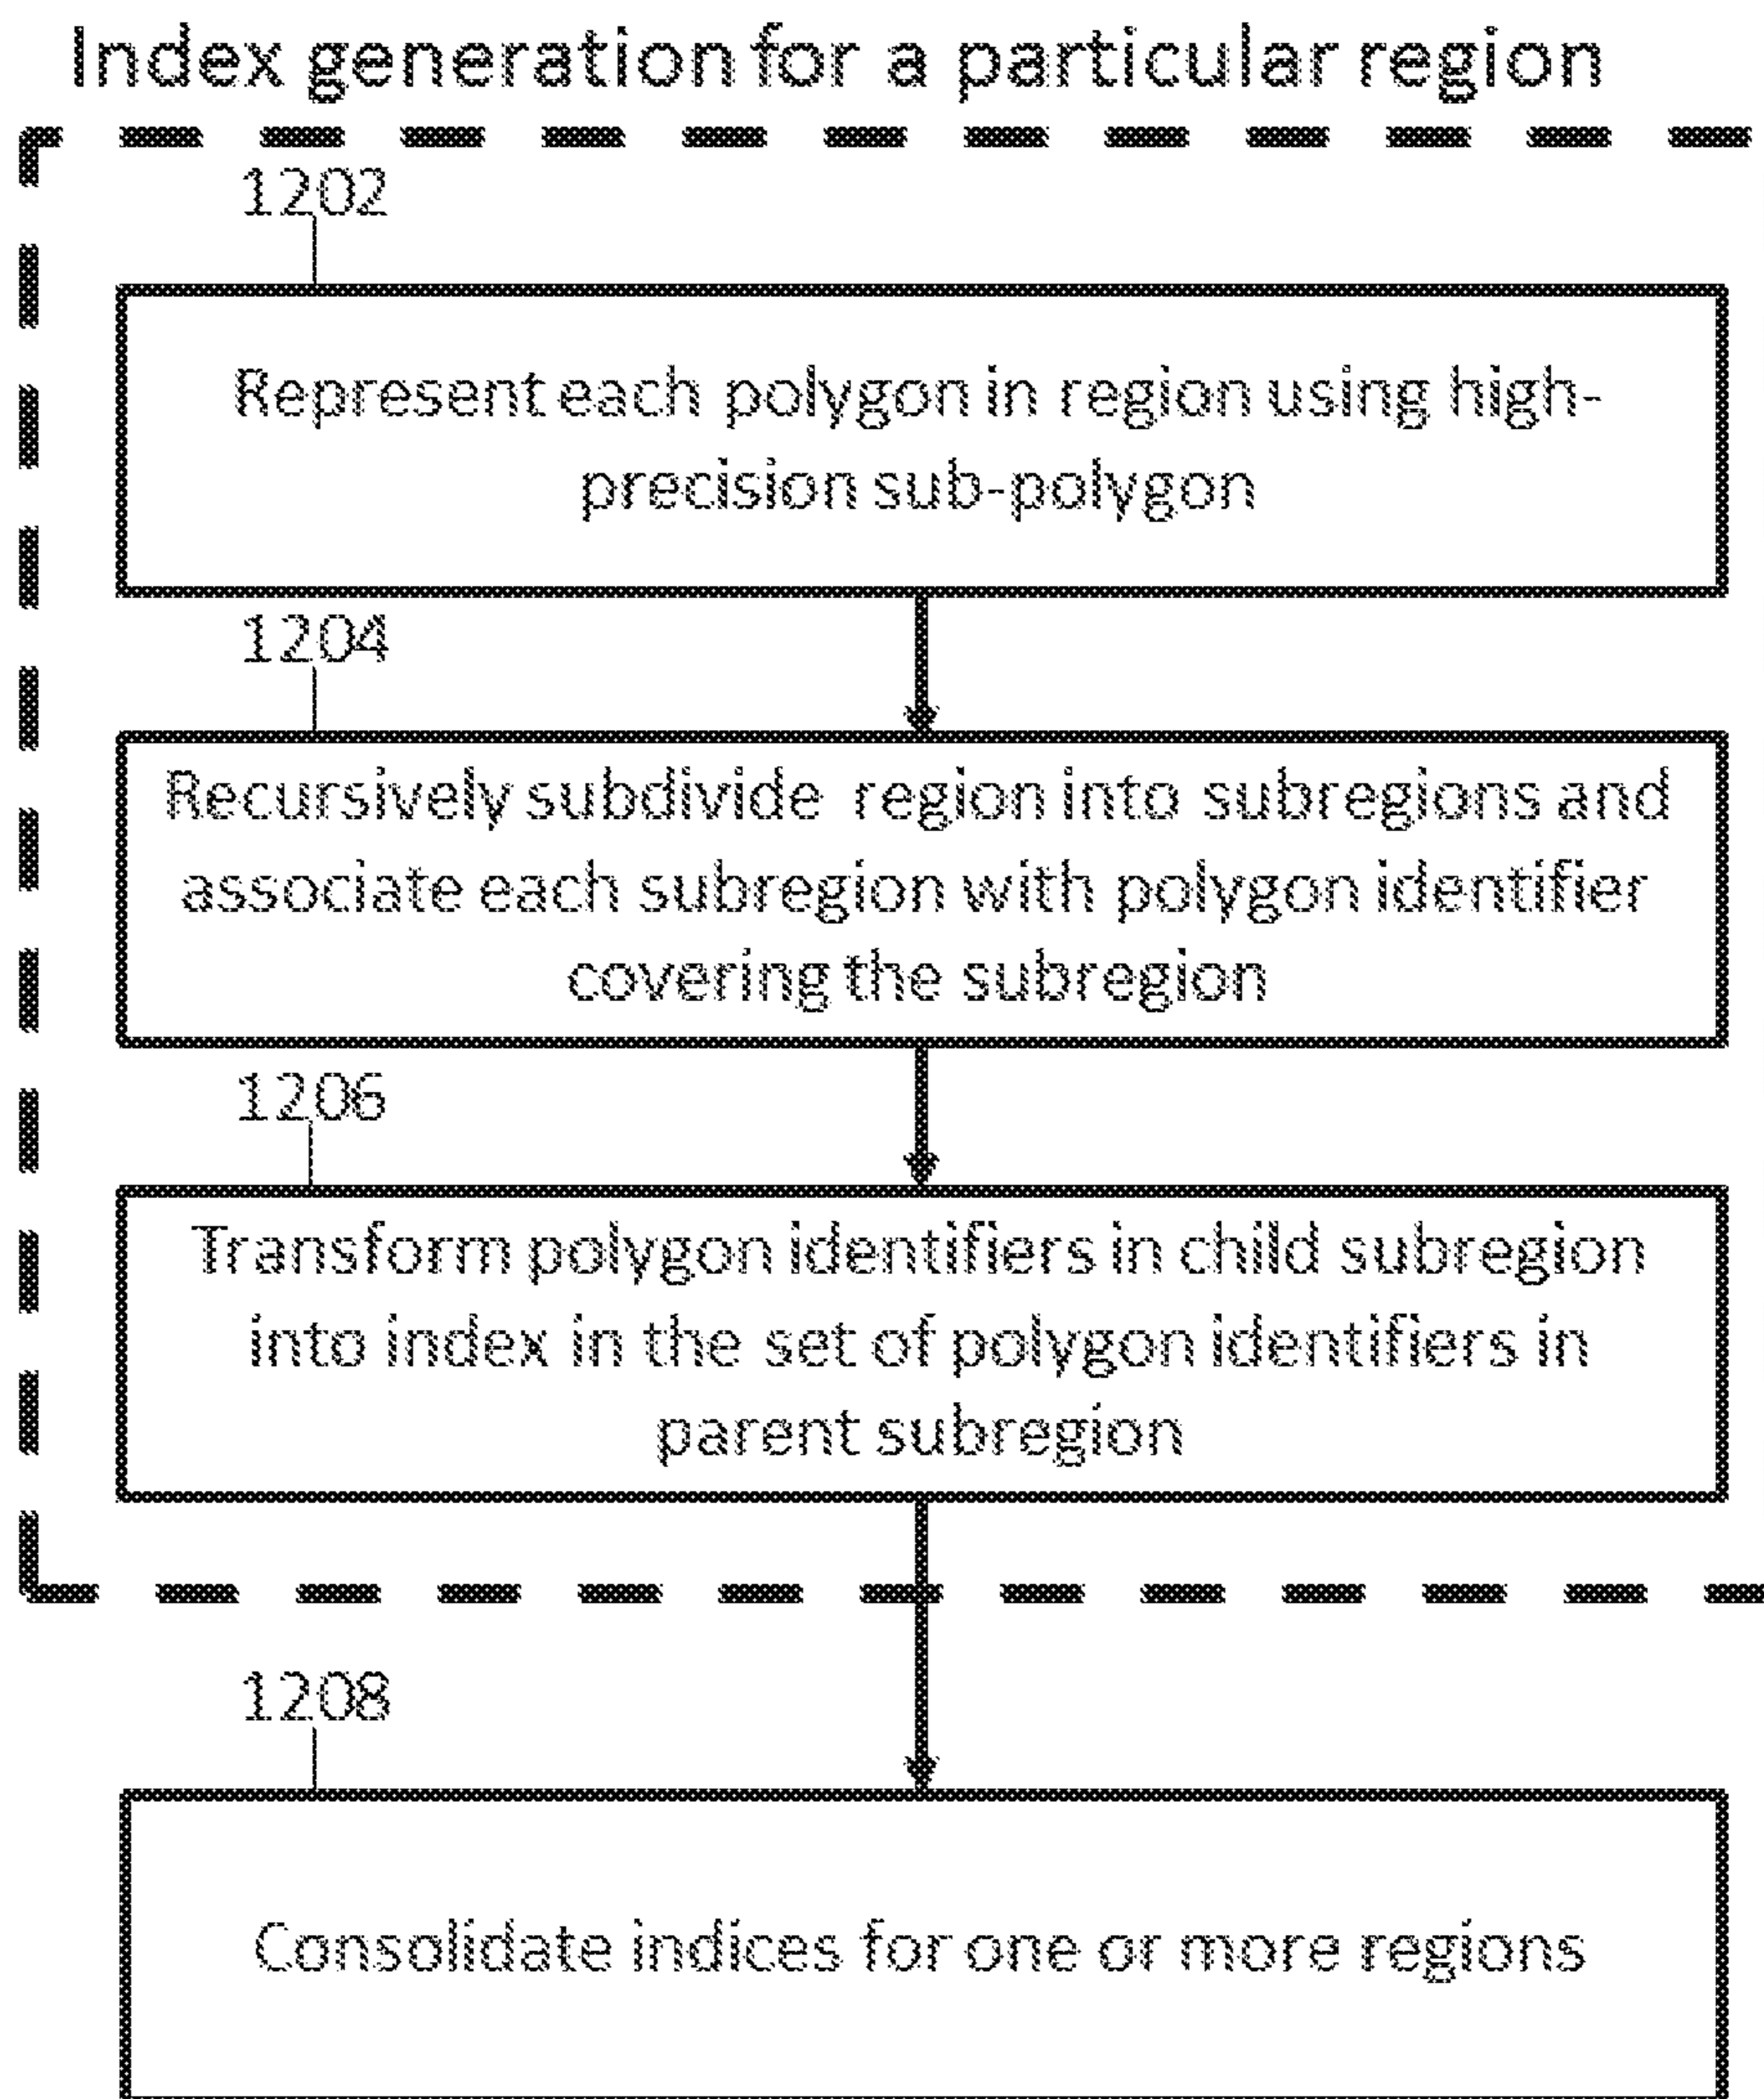 Index generation for a particular region
1202
Represent each polygon in region using high-
precision sub-polygon
1204
Recursively subdivide region into subregions and
associate each subregion with polygon identifier
covering the subregion
1206
Transform polygon identifiers in child subregion
into index in the set of polygon identifiers in
parent subregion
1208
Consolidate indices for one or more regions